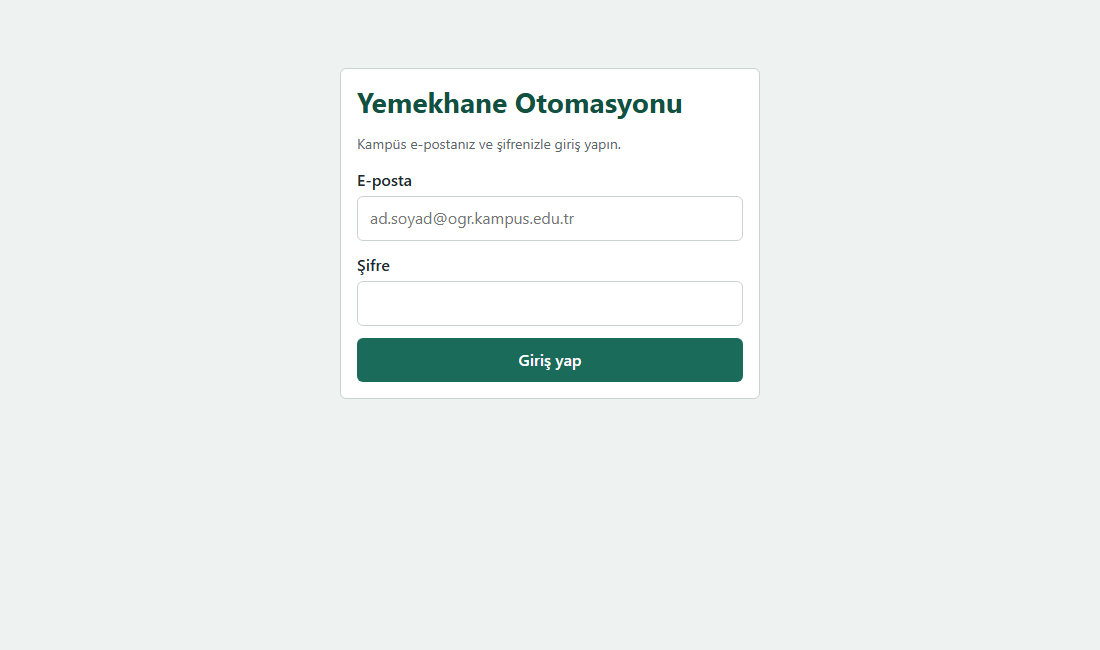 Yemekhane Otomasyonu
Kampüs e-postanız ve şifrenizle giriş yapın.
E-posta
ad.soyad@ogr.kampus.edu.tr
Şifre
Giriş yap